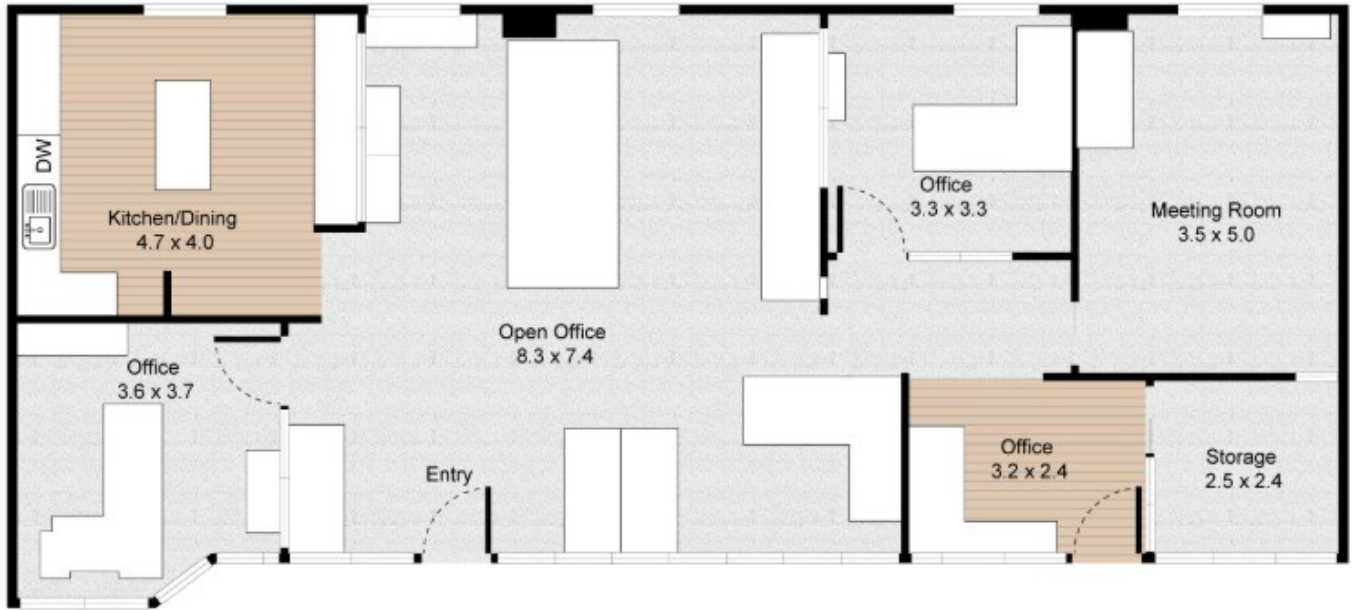 DW
Kitchen/Dining
4.7 x 4.0
Office
3.3 x 3.3
Meeting Room
3.5 x 5.0
Open Office
8.3 x 7.4
Office
3.6 x 3.7
Entry
Office
3.2 x 2.4
Storage
2.5 x 2.4